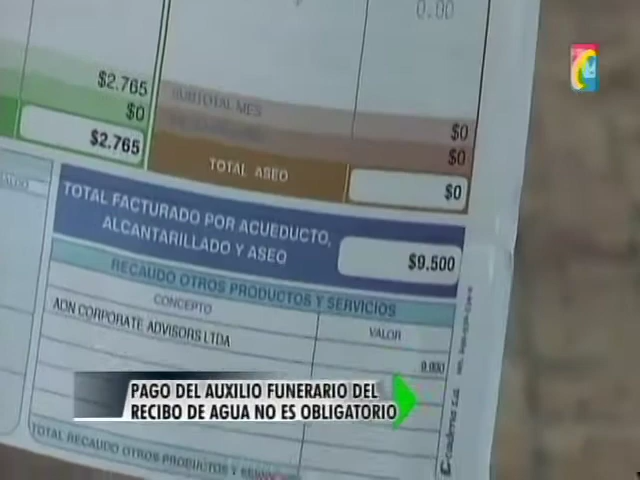 0.00
$2.765
$0
$2.765
SUBTOTAL MES
$0
$0
TOTAL ASEO
$0
TOTAL FACTURADO POR ACUEDUCTO,
ALCANTARILLADO Y ASEO
$9.500
RECAUDO OTROS PRODUCTOS Y SERVICIOS
CONCEPTO
VALOR
ADN CORPORATE ADVISORS LTDA
9.000
PAGO DEL AUXILIO FUNERARIO DEL
RECIBO DE AGUA NO ES OBLIGATORIO
TOTAL RECAUDO OTROS PRODUCTOS Y